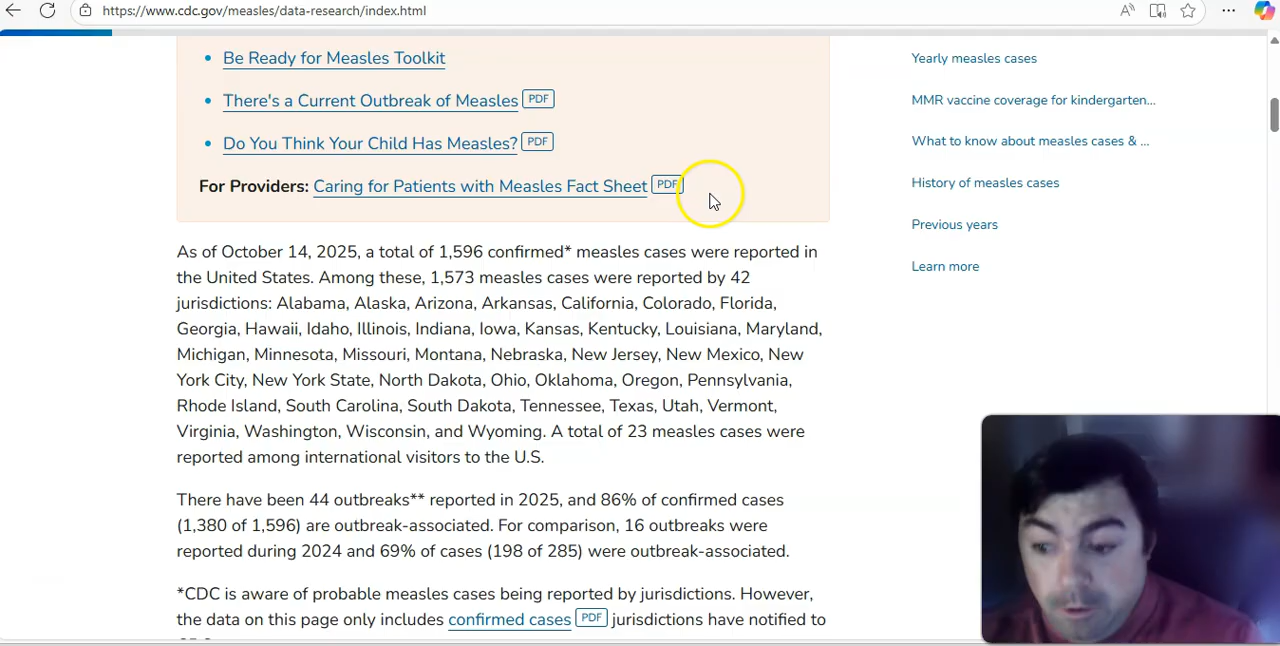 https://www.cdc.gov/measles/data-research/index.html
Be Ready for Measles Toolkit
There's a Current Outbreak of Measles PDF
Do You Think Your Child Has Measles? PDF
For Providers: Caring for Patients with Measles Fact Sheet PDF
As of October 14, 2025, a total of 1,596 confirmed* measles cases were reported in
the United States. Among these, 1,573 measles cases were reported by 42
jurisdictions: Alabama, Alaska, Arizona, Arkansas, California, Colorado, Florida,
Georgia, Hawaii, Idaho, Illinois, Indiana, Iowa, Kansas, Kentucky, Louisiana, Maryland,
Michigan, Minnesota, Missouri, Montana, Nebraska, New Jersey, New Mexico, New
York City, New York State, North Dakota, Ohio, Oklahoma, Oregon, Pennsylvania,
Rhode Island, South Carolina, South Dakota, Tennessee, Texas, Utah, Vermont,
Virginia, Washington, Wisconsin, and Wyoming. A total of 23 measles cases were
reported among international visitors to the U.S.
There have been 44 outbreaks** reported in 2025, and 86% of confirmed cases
(1,380 of 1,596) are outbreak-associated. For comparison, 16 outbreaks were
reported during 2024 and 69% of cases (198 of 285) were outbreak-associated.
*CDC is aware of probable measles cases being reported by jurisdictions. However,
the data on this page only includes confirmed cases PDF jurisdictions have notified to
Yearly measles cases
MMR vaccine coverage for kindergarten...
What to know about measles cases & ...
History of measles cases
Previous years
Learn more